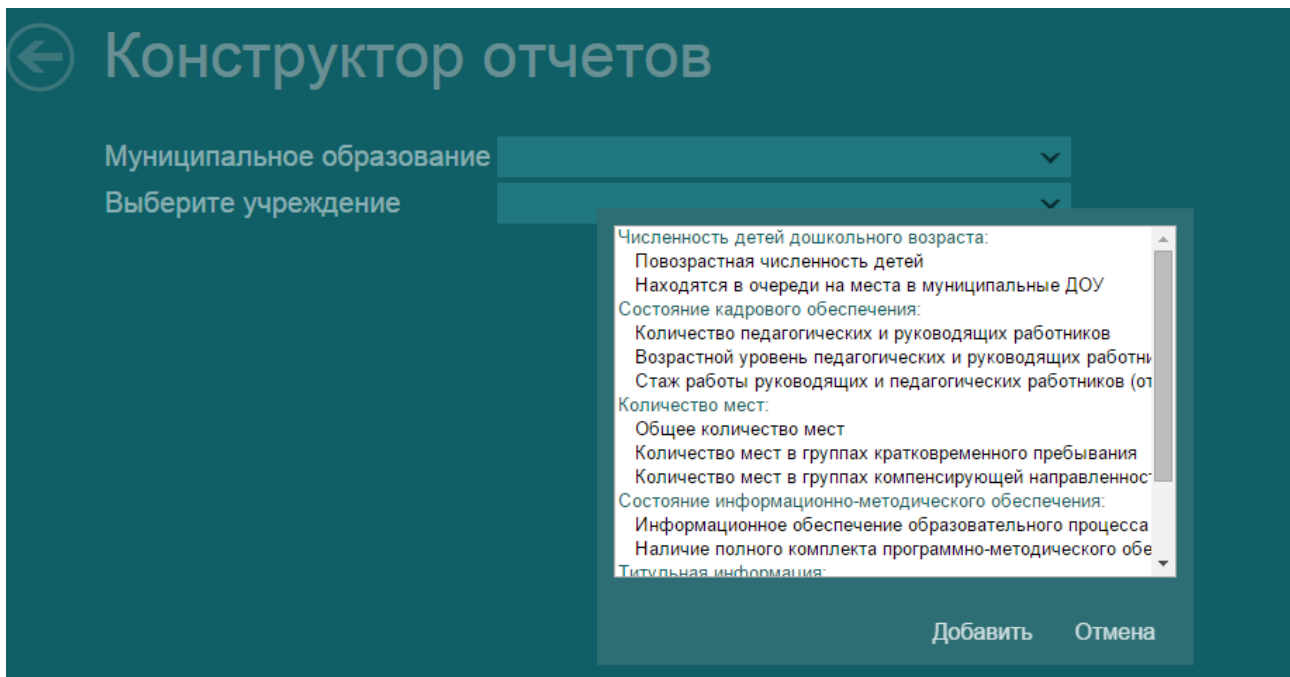 Конструктор отчетов
Муниципальное образование
Выберите учреждение
Численность детей дошкольного возраста:
Повозрастная численность детей
Находятся в очереди на места в муниципальные ДОУ
Состояние кадрового обеспечения:
Количество педагогических и руководящих работников
Возрастной уровень педагогических и руководящих работни
Стаж работы руководящих и педагогических работников (от
Количество мест:
Общее количество мест
Количество мест в группах кратковременного пребывания
Количество мест в группах компенсирующей направленнос
Состояние информационно-методического обеспечения:
Информационное обеспечение образовательного процесса
Наличие полного комплекта программно-методического обе
Титульная информация:
Добавить Отмена